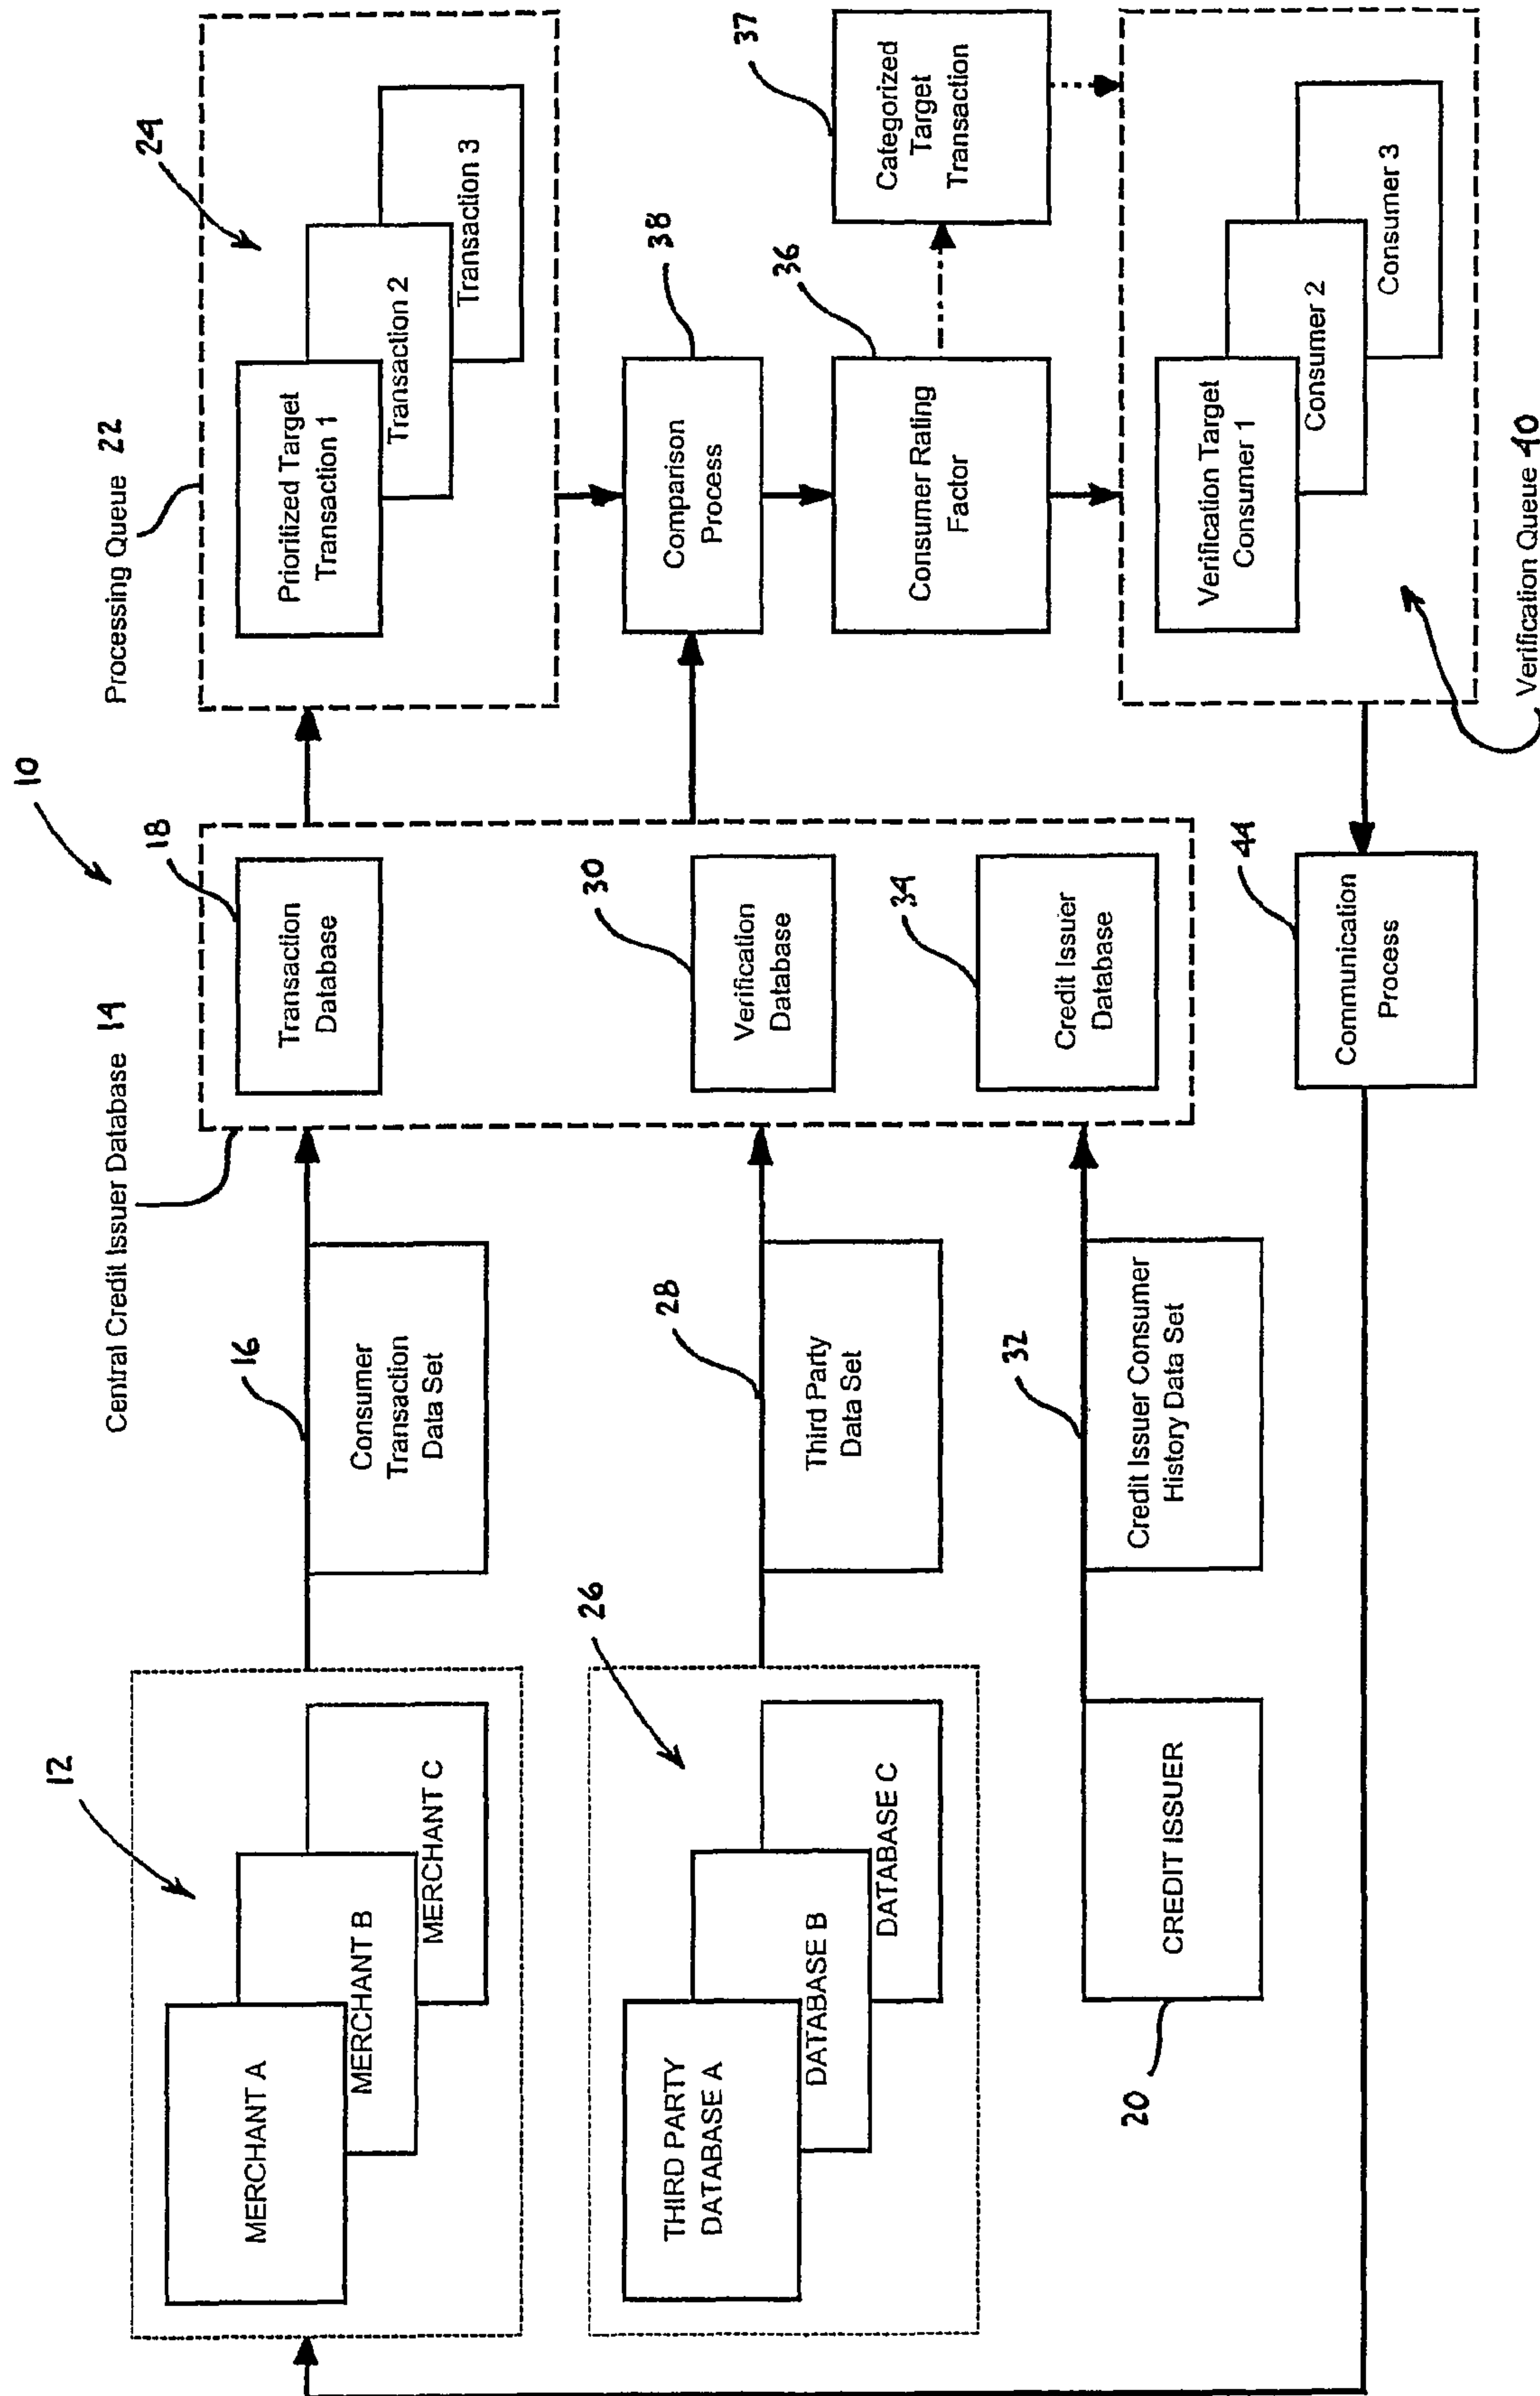 10
12
MERCHANT A
MERCHANT B
MERCHANT C
16
Consumer
Transaction
Data Set
Central Credit Issuer Database 14
18
Transaction
Database
Processing Queue 22
24
Prioritized Target
Transaction 1
Transaction 2
Transaction 3
26
THIRD PARTY
DATABASE A
DATABASE B
DATABASE C
28
Third Party
Data Set
30
Verification
Database
38
Comparison
Process
36
Consumer Rating
Factor
37
Categorized
Target
Transaction
20
CREDIT ISSUER
32
Credit Issuer Consumer
History Data Set
34
Credit Issuer
Database
44
Communication
Process
Verification Target
Consumer 1
Consumer 2
Consumer 3
Verification Queue 40